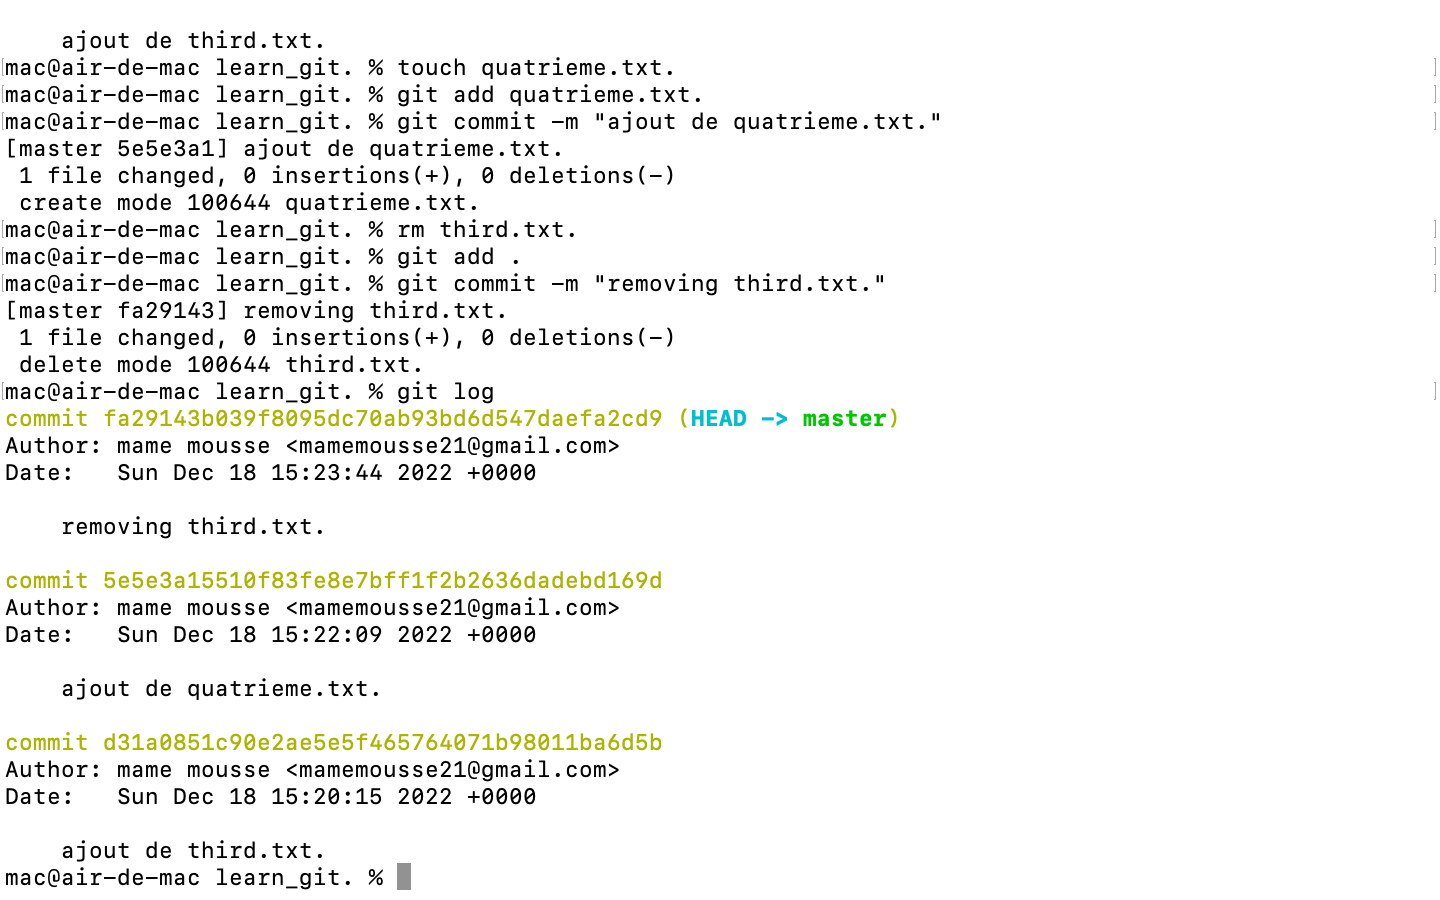 ajout de third.txt.
mac@air-de-mac learn_git. % touch quatrieme.txt.
mac@air-de-mac learn_git. % git add quatrieme.txt.
mac@air-de-mac learn_git. % git commit -m "ajout de quatrieme.txt."
[master 5e5e3a1] ajout de quatrieme.txt.
 1 file changed, 0 insertions(+), 0 deletions(-)
 create mode 100644 quatrieme.txt.
mac@air-de-mac learn_git. % rm third.txt.
mac@air-de-mac learn_git. % git add .
mac@air-de-mac learn_git. % git commit -m "removing third.txt."
[master fa29143] removing third.txt.
 1 file changed, 0 insertions(+), 0 deletions(-)
 delete mode 100644 third.txt.
mac@air-de-mac learn_git. % git log
commit fa29143b039f8095dc70ab93bd6d547daefa2cd9 (HEAD -> master)
Author: mame mousse <mamemousse21@gmail.com>
Date:   Sun Dec 18 15:23:44 2022 +0000
    removing third.txt.
commit 5e5e3a15510f83fe8e7bff1f2b2636dadebd169d
Author: mame mousse <mamemousse21@gmail.com>
Date:   Sun Dec 18 15:22:09 2022 +0000
    ajout de quatrieme.txt.
commit d31a0851c90e2ae5e5f465764071b98011ba6d5b
Author: mame mousse <mamemousse21@gmail.com>
Date:   Sun Dec 18 15:20:15 2022 +0000
    ajout de third.txt.
mac@air-de-mac learn_git. %